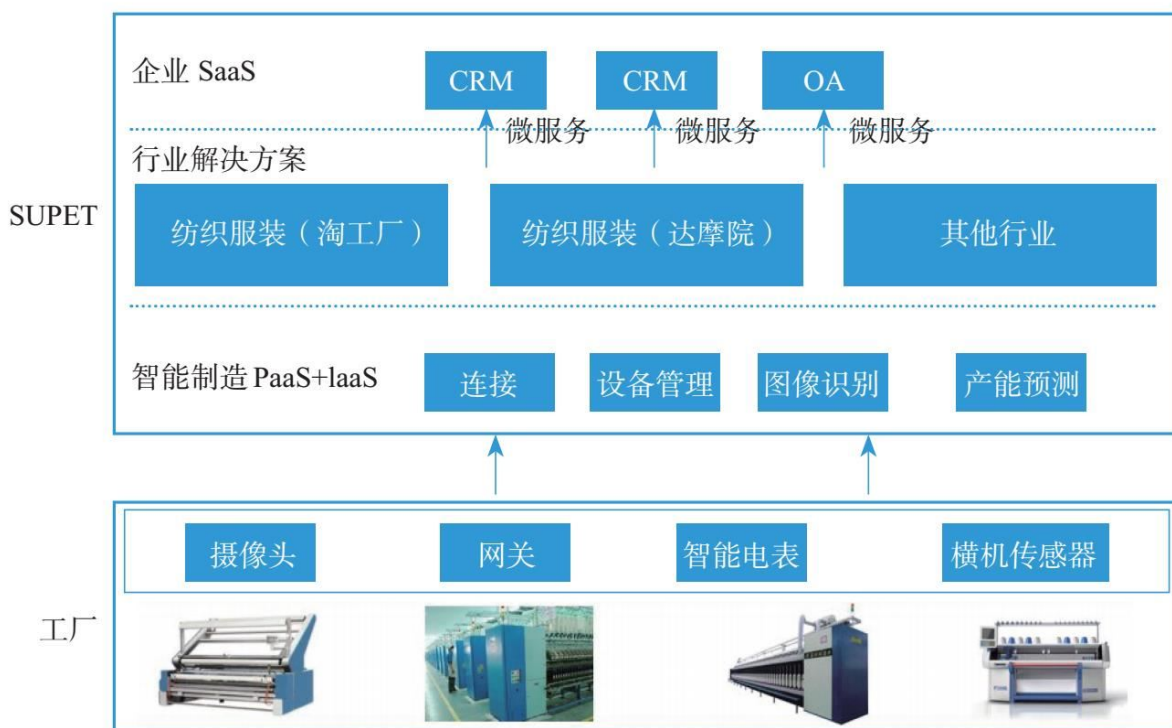 企业 SaaS
CRM
CRM
OA
微服务
微服务
微服务
行业解决方案
SUPET
纺织服装（淘工厂）
纺织服装（达摩院）
其他行业
智能制造 PaaS+laaS
连接
设备管理
图像识别
产能预测
摄像头
网关
智能电表
横机传感器
工厂